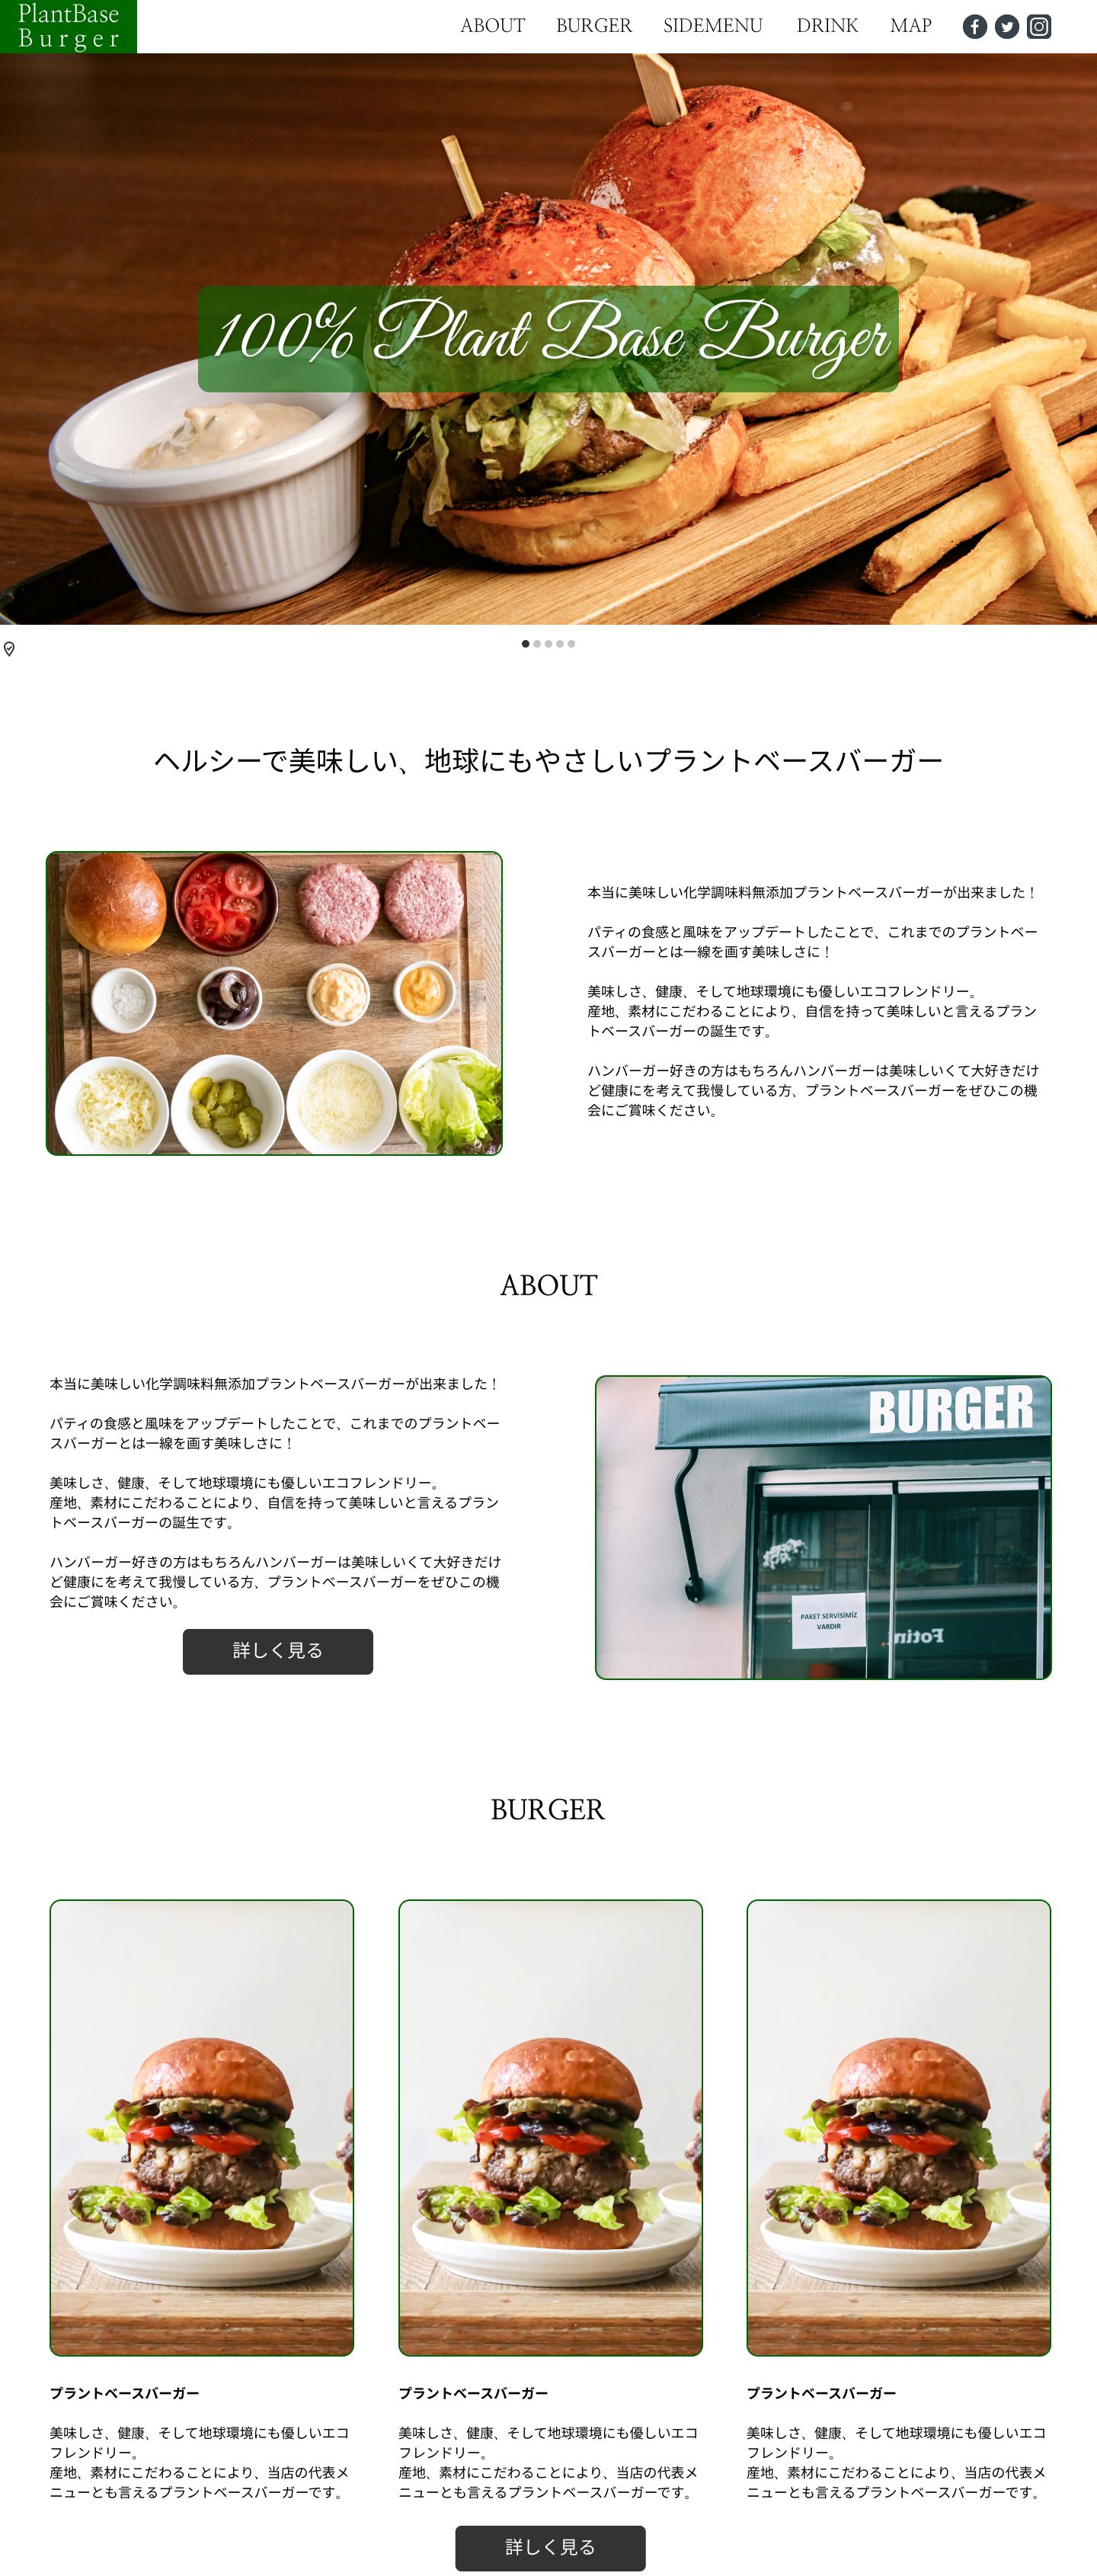 PlantBase
Burger
ABOUT BURGER SIDEMENU DRINK MAP
100% Plant Base Burger
ヘルシーで美味しい、地球にもやさしいプラントベースバーガー
本当に美味しい化学調味料無添加プラントベースバーガーが出来ました！
パティの食感と風味をアップデートしたことで、これまでのプラントベー
スバーガーとは一線を画す美味しさに！
美味しさ、健康、そして地球環境にも優しいエコフレンドリー。
産地、素材にこだわることにより、自信を持って美味しいと言えるプラン
トベースバーガーの誕生です。
ハンバーガー好きの方はもちろんハンバーガーは美味しいくて大好きだけ
ど健康にを考えて我慢している方、プラントベースバーガーをぜひこの機
会にご賞味ください。
ABOUT
本当に美味しい化学調味料無添加プラントベースバーガーが出来ました！
パティの食感と風味をアップデートしたことで、これまでのプラントベー
スバーガーとは一線を画す美味しさに！
美味しさ、健康、そして地球環境にも優しいエコフレンドリー。
産地、素材にこだわることにより、自信を持って美味しいと言えるプラン
トベースバーガーの誕生です。
ハンバーガー好きの方はもちろんハンバーガーは美味しいくて大好きだけ
ど健康にを考えて我慢している方、プラントベースバーガーをぜひこの機
会にご賞味ください。
詳しく見る
BURGER
PAKET SERVİSİMİZ
VARDIR
Foting
BURGER
プラントベースバーガー
美味しさ、健康、そして地球環境にも優しいエコ
フレンドリー。
産地、素材にこだわることにより、当店の代表メ
ニューとも言えるプラントベースバーガーです。
プラントベースバーガー
美味しさ、健康、そして地球環境にも優しいエコ
フレンドリー。
産地、素材にこだわることにより、当店の代表メ
ニューとも言えるプラントベースバーガーです。
プラントベースバーガー
美味しさ、健康、そして地球環境にも優しいエコ
フレンドリー。
産地、素材にこだわることにより、当店の代表メ
ニューとも言えるプラントベースバーガーです。
詳しく見る